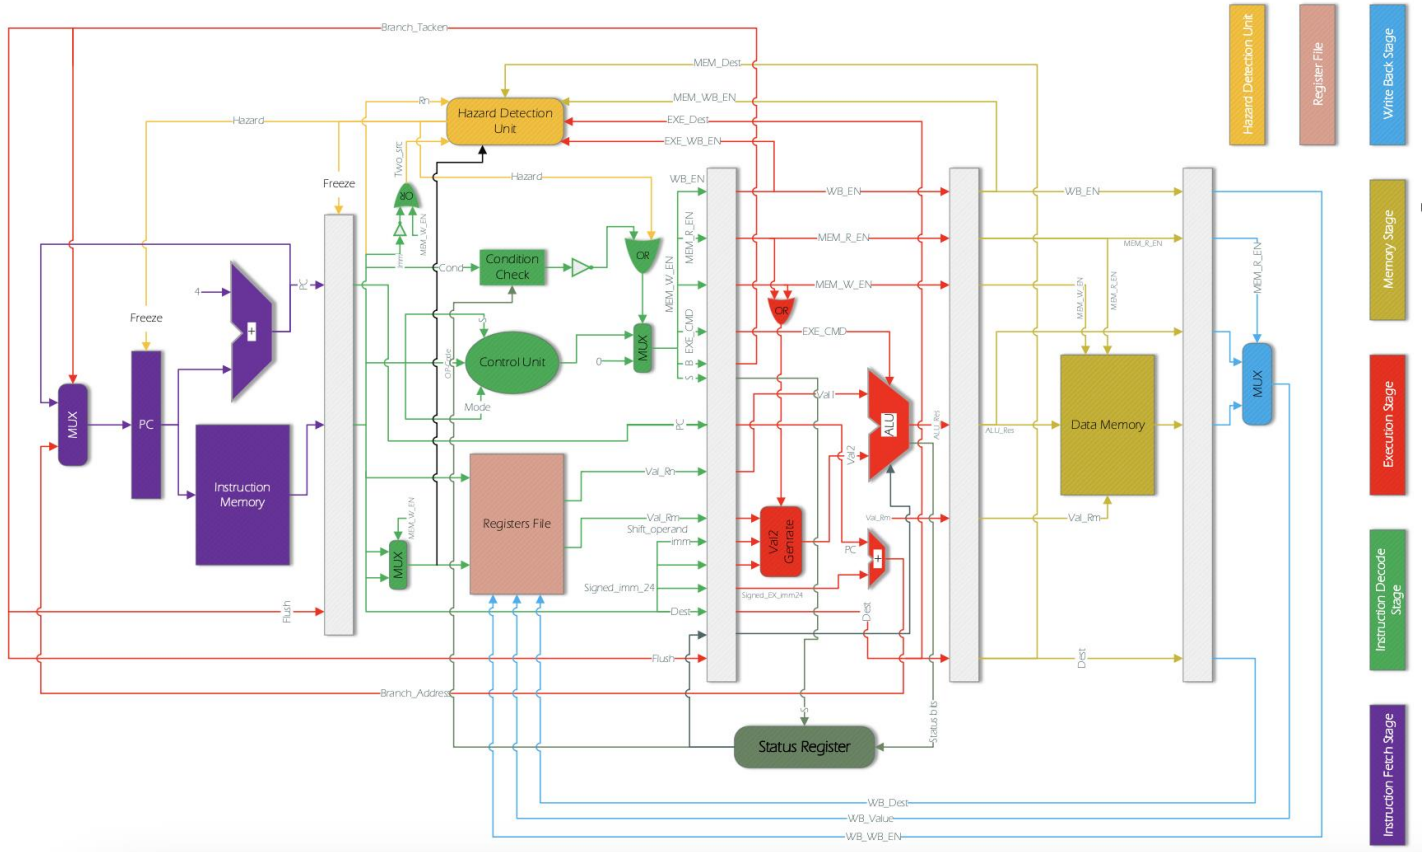 Branch_Tacken
MEM_Dest
Rn
MEM_WB_EN
Hazard Detection
Unit
Hazard
EXE_Dest
EXE_WB_EN
Two_src
Hazard
Freeze
OR
WB_EN
WB_EN
WB_EN
MEM_W_EN
imm
Cond
Condition
Check
OR
MEM_R_EN
MEM_R_EN
MEM_R_EN
MEM_R_EN
4
+
PC
MEM_W_EN
MEM_W_EN
MEM_W_EN
MEM_R_EN
OR
Freeze
S
EXE_CMD
EXE_CMD
Control Unit
MUX
0
B
S
OPCode
Mode
MUX
PC
Val1
ALU
ALU_Res
ALU_Res
Data Memory
MUX
PC
Val2
Instruction
Memory
Registers File
Val_Rn
MEM_W_EN
MUX
Val_Rm
Shift_operand
imm
Val2
Genrate
Val_Rm
Val_Rm
PC
+
Signed_imm_24
Signed_EX_imm24
Flush
Dest
Dest
Flush
Dest
Branch_Address
S
Status bits
Status Register
WB_Dest
WB_Value
WB_WB_EN
Hazard Detection Unit
Register File
Write Back Stage
Memory Stage
Execution Stage
Instruction Decode
Stage
Instruction Fetch Stage